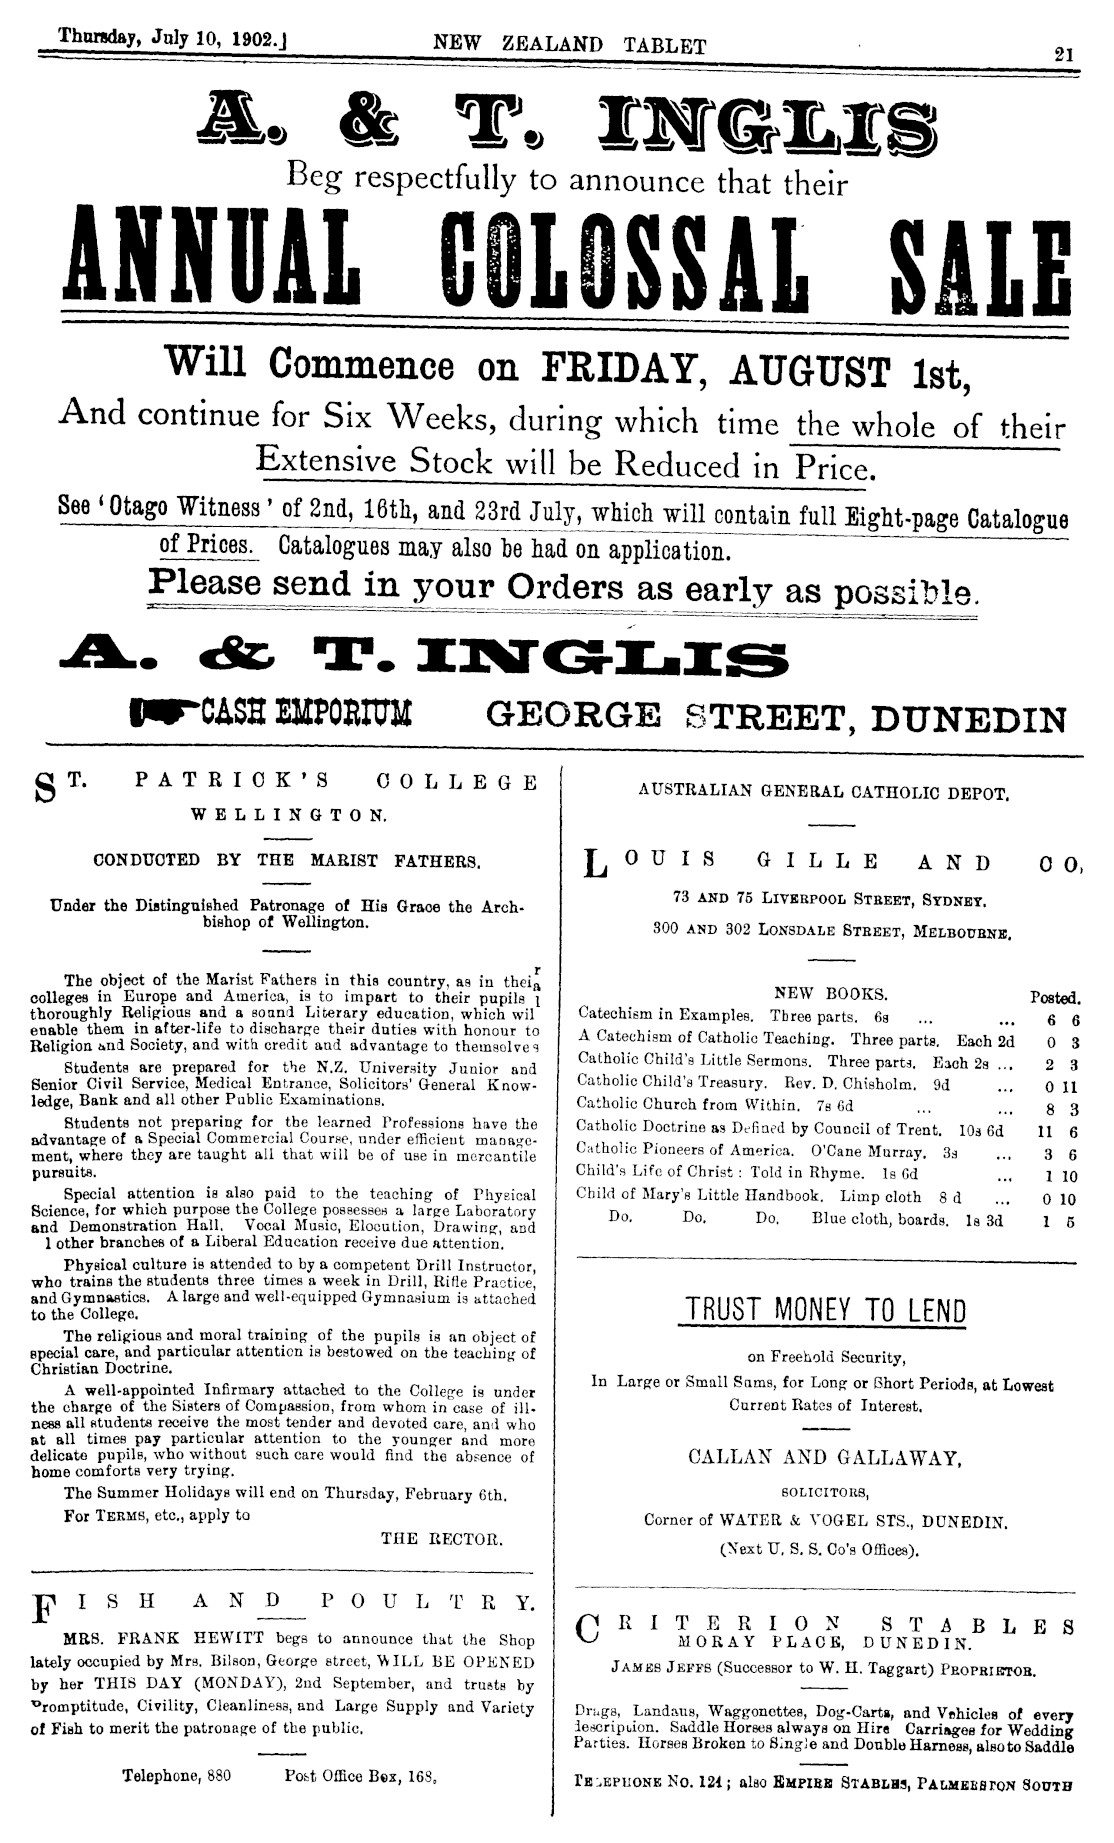 Thursday, July 10, 1902.]
NEW ZEALAND TABLET
21
A. & T. INGLIS
Beg respectfully to announce that their
ANNUAL COLOSSAL SALE
Will Commence on FRIDAY, AUGUST 1st,
And continue for Six Weeks, during which time the whole of their
Extensive Stock will be Reduced in Price.
See ‘Otago Witness’ of 2nd, 16th, and 23rd July, which will contain full Eight-page Catalogue
of Prices. Catalogues may also be had on application.
Please send in your Orders as early as possible.
A. & T. INGLIS
CASH EMPORIUM GEORGE STREET, DUNEDIN
ST. PATRICK'S COLLEGE
WELLINGTON.
CONDUCTED BY THE MARIST FATHERS.
Under the Distinguished Patronage of His Grace the Arch-
bishop of Wellington.
The object of the Marist Fathers in this country, as in their
colleges in Europe and America, is to impart to their pupils a
thoroughly Religious and a sound Literary education, which will
enable them in after-life to discharge their duties with honour to
Religion and Society, and with credit and advantage to themselves
Students are prepared for the N.Z. University Junior and
Senior Civil Service, Medical Entrance, Solicitors' General Know-
ledge, Bank and all other Public Examinations.
Students not preparing for the learned Professions have the
advantage of a Special Commercial Course, under efficient manage-
ment, where they are taught all that will be of use in mercantile
pursuits.
Special attention is also paid to the teaching of Physical
Science, for which purpose the College possesses a large Laboratory
and Demonstration Hall. Vocal Music, Elocution, Drawing, and
l other branches of a Liberal Education receive due attention.
Physical culture is attended to by a competent Drill Instructor,
who trains the students three times a week in Drill, Rifle Practice,
and Gymnastics. A large and well-equipped Gymnasium is attached
to the College.
The religious and moral training of the pupils is an object of
special care, and particular attention is bestowed on the teaching of
Christian Doctrine.
A well-appointed Infirmary attached to the College is under
the charge of the Sisters of Compassion, from whom in case of ill-
ness all students receive the most tender and devoted care, and who
at all times pay particular attention to the younger and more
delicate pupils, who without such care would find the absence of
home comforts very trying.
The Summer Holidays will end on Thursday, February 6th.
For TERMS, etc., apply to
THE RECTOR.
FISH AND POULTRY.
MRS. FRANK HEWITT begs to announce that the Shop
lately occupied by Mrs. Bilson, George street, WILL BE OPENED
by her THIS DAY (MONDAY), 2nd September, and trusts by
Promptitude, Civility, Cleanliness, and Large Supply and Variety
of Fish to merit the patronage of the public.
Telephone, 880 Post Office Box, 168.
AUSTRALIAN GENERAL CATHOLIC DEPOT.
LOUIS GILLE AND CO,
73 AND 75 LIVERPOOL STREET, SYDNEY.
300 AND 302 LONSDALE STREET, MELBOURNE.
NEW BOOKS. Posted.
Catechism in Examples. Three parts. 6s ... ... 6 6
A Catechism of Catholic Teaching. Three parts. Each 2d 0 3
Catholic Child's Little Sermons. Three parts. Each 2s ... 2 3
Catholic Child's Treasury. Rev. D. Chisholm. 9d ... 0 11
Catholic Church from Within. 7s 6d ... ... 8 3
Catholic Doctrine as Defined by Council of Trent. 10s 6d 11 6
Catholic Pioneers of America. O'Cane Murray. 3s ... 3 6
Child's Life of Christ: Told in Rhyme. 1s 6d ... 1 10
Child of Mary's Little Handbook. Limp cloth 8d ... 0 10
Do. Do. Do. Blue cloth, boards. 1s 3d 1 5
TRUST MONEY TO LEND
on Freehold Security,
In Large or Small Sums, for Long or Short Periods, at Lowest
Current Rates of Interest.
CALLAN AND GALLAWAY,
SOLICITORS,
Corner of WATER & VOGEL STS., DUNEDIN.
(Next U. S. S. Co's Offices).
CRITERION STABLES
MORAY PLACE, DUNEDIN.
JAMES JEFFS (Successor to W. H. Taggart) PROPRIETOR.
Drags, Landaus, Waggonettes, Dog-Carts, and Vehicles of every
description. Saddle Horses always on Hire Carriages for Wedding
Parties. Horses Broken to Single and Double Harness, also to Saddle
TELEPHONE No. 124; also EMPIRE STABLES, PALMERSTON SOUTH